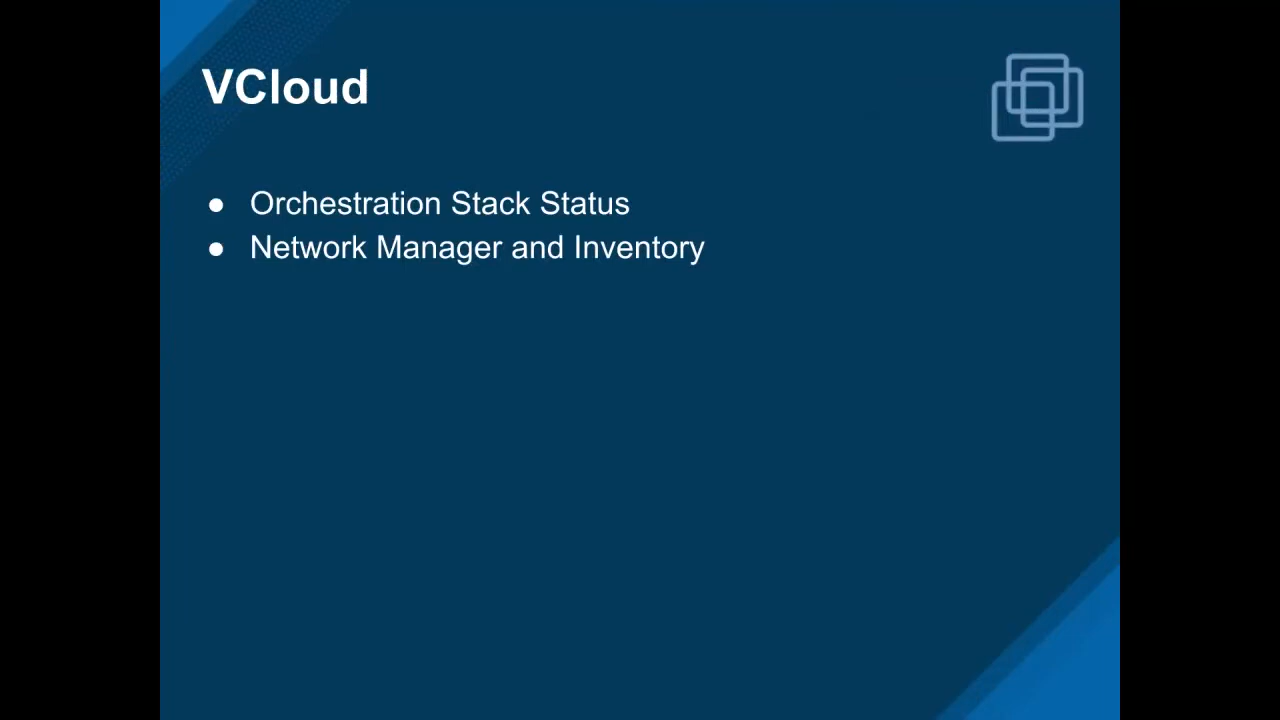 VCloud
● Orchestration Stack Status
● Network Manager and Inventory